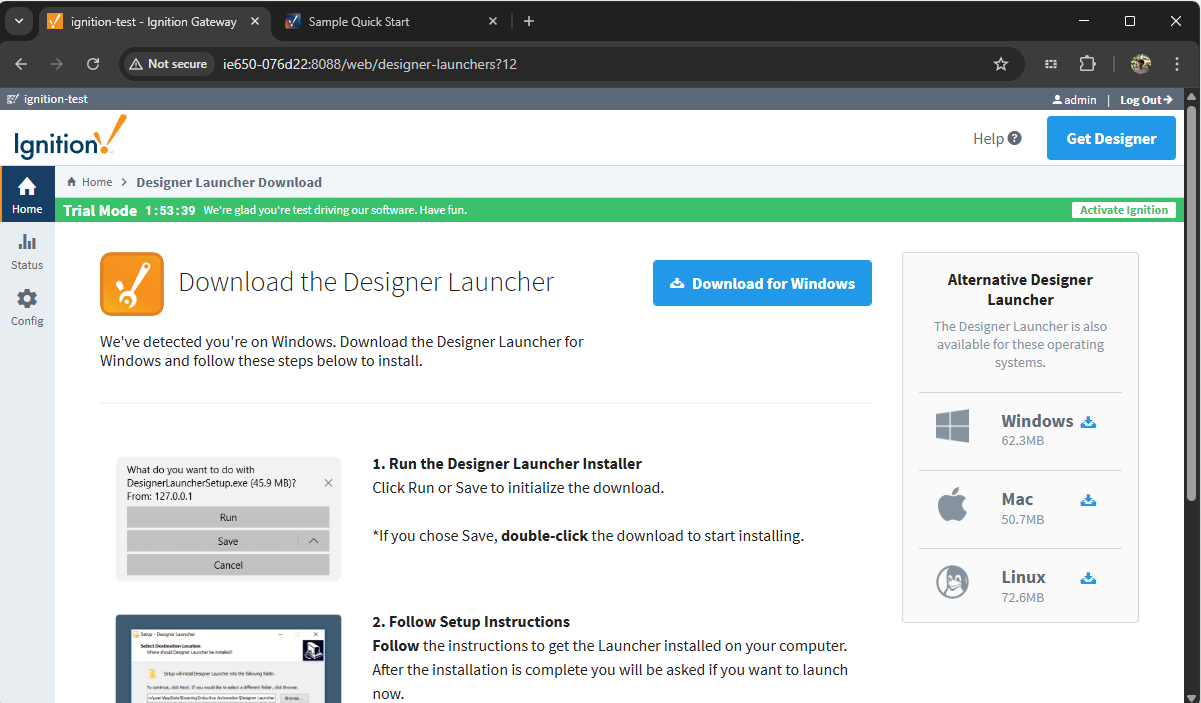 ignition-test - Ignition Gateway
Sample Quick Start
Not secure
ie650-076d22:8088/web/designer-launchers?12
ignition-test
admin | Log Out
Ignition!
Help
Get Designer
Home
Designer Launcher Download
Home
Trial Mode 1:53:39 We're glad you're test driving our software. Have fun.
Activate Ignition
Status
Config
Download the Designer Launcher
Download for Windows
We've detected you're on Windows. Download the Designer Launcher for
Windows and follow these steps below to install.
Alternative Designer
Launcher
The Designer Launcher is also
available for these operating
systems.
Windows
62.3MB
Mac
50.7MB
Linux
72.6MB
What do you want to do with
DesignerLauncherSetup.exe (45.9 MB)?
From: 127.0.0.1
Run
Save
Cancel
1. Run the Designer Launcher Installer
Click Run or Save to initialize the download.
*If you chose Save, double-click the download to start installing.
Setup - Designer Launcher
Select Destination Location
Where should Designer Launcher be installed?
Setup will install Designer Launcher into the following folder.
To continue, click Next. If you would like to select a different folder, click Browse.
Browse...
2. Follow Setup Instructions
Follow the instructions to get the Launcher installed on your computer.
After the installation is complete you will be asked if you want to launch
now.